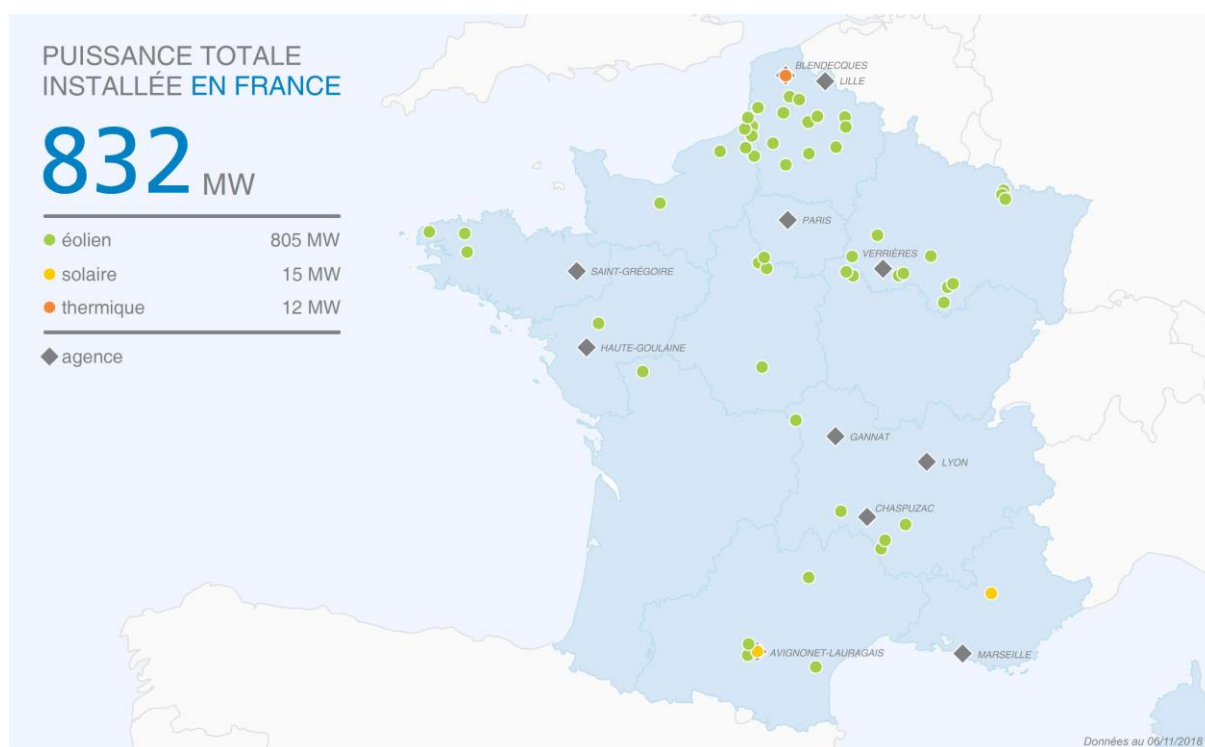 PUISSANCE TOTALE
INSTALLÉE EN FRANCE
832 MW
éolien 805 MW
solaire 15 MW
thermique 12 MW
agence
BLENDECQUES
LILLE
PARIS
VERRIÈRES
SAINT-GRÉGOIRE
HAUTE-GOULAINE
GANNAT
LYON
CHASPUZAC
AVIGNONET-LAURAGAIS
MARSEILLE
Données au 06/11/2018